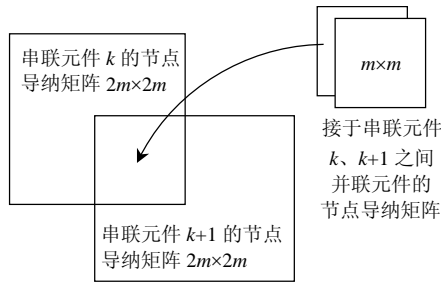 串联元件 k 的节点
导纳矩阵 2m×2m
m×m
接于串联元件
k、k+1 之间
并联元件的
节点导纳矩阵
串联元件 k+1 的节点
导纳矩阵 2m×2m